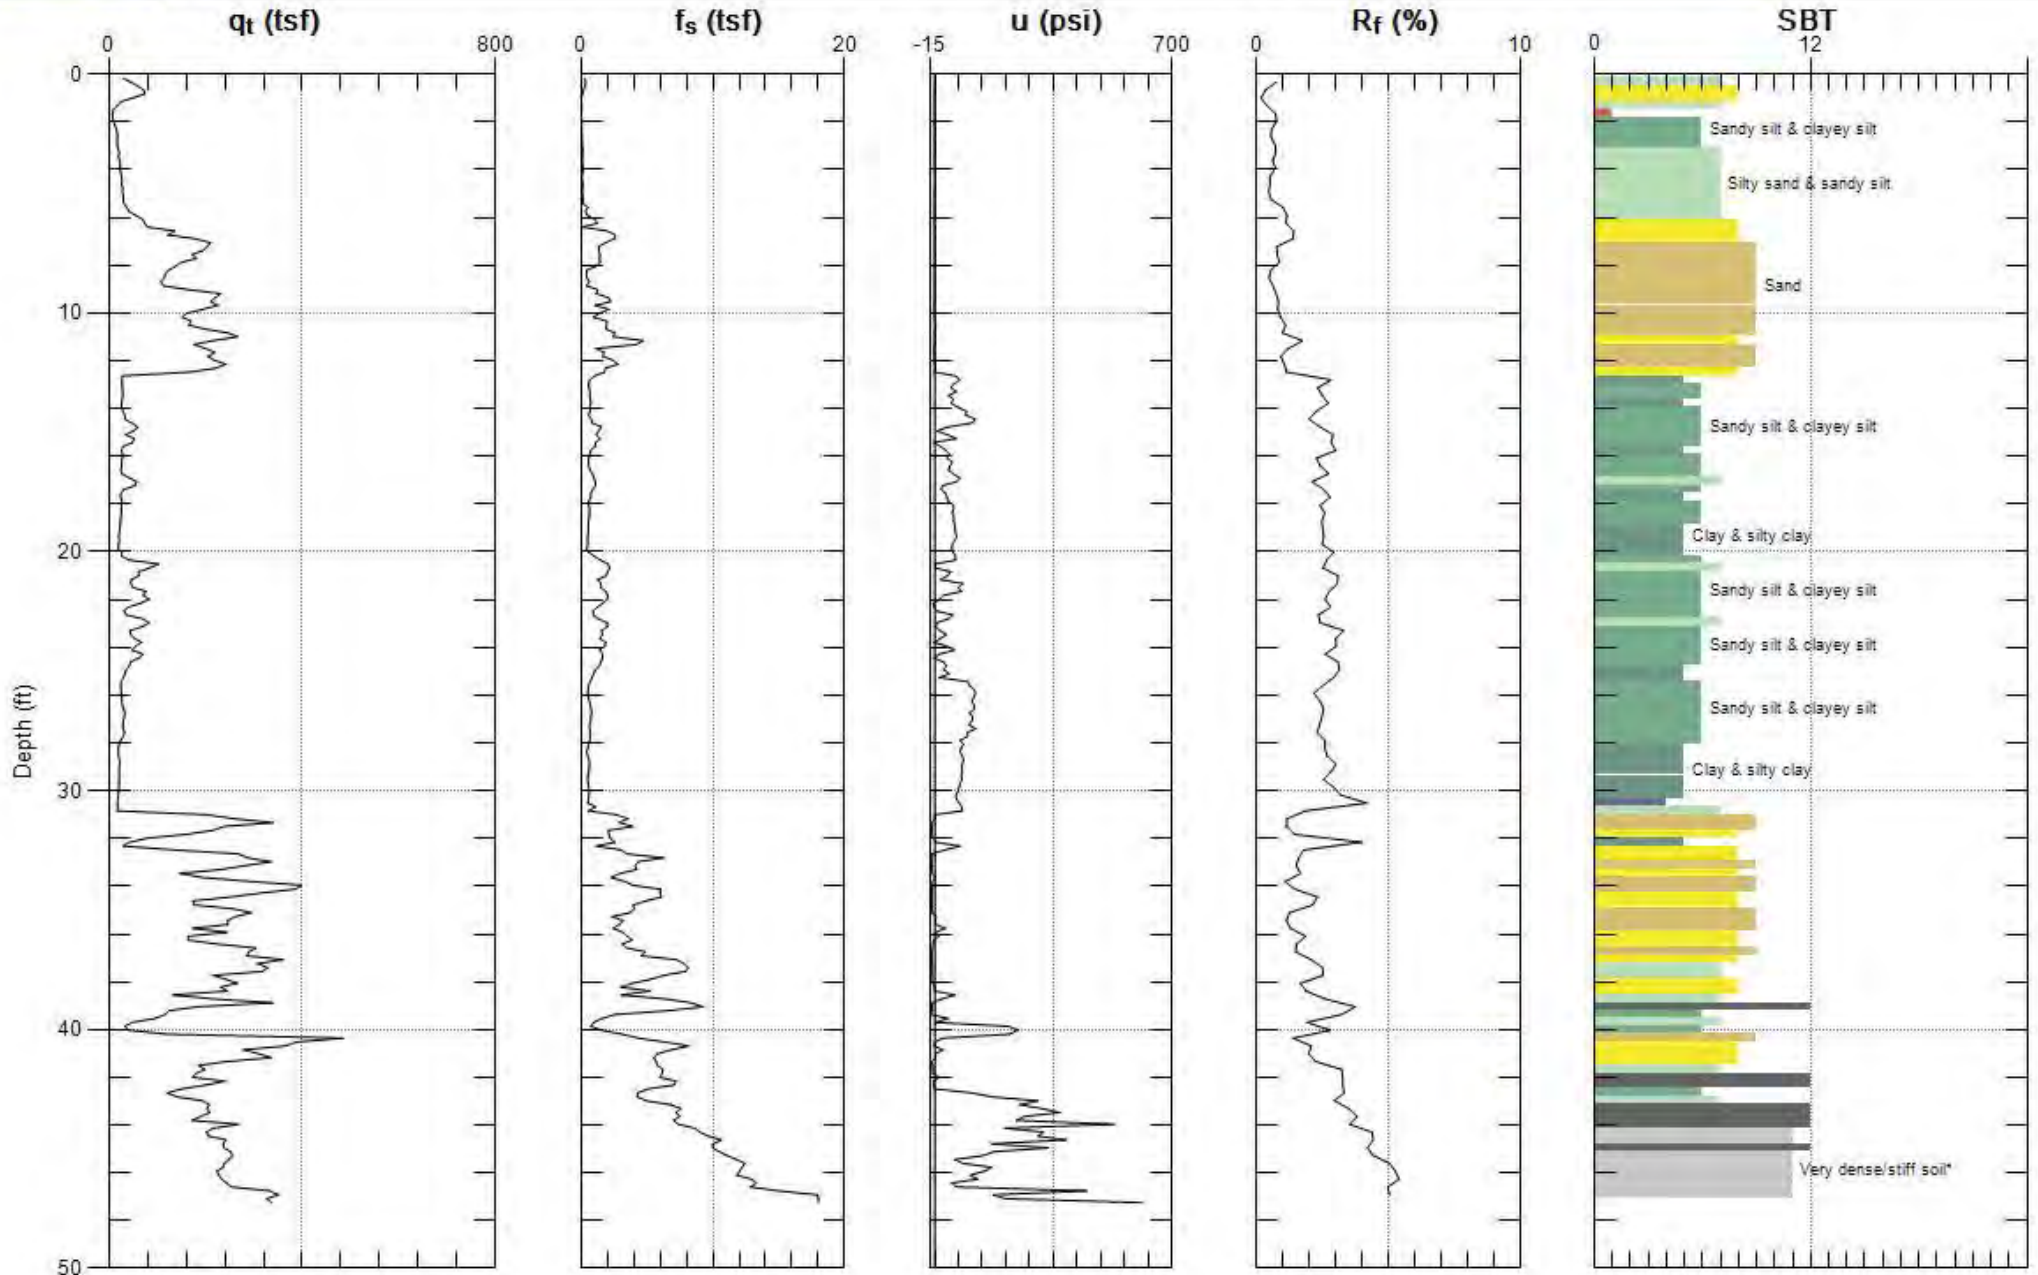 qt (tsf) fs (tsf) u (psi) Rf (%) SBT
0 800 0 20 -15 700 0 10 0 12
0
Sandy silt & clayey silt
Silty sand & sandy silt
Sand
10
Sandy silt & clayey silt
Clay & silty clay
20
Sandy silt & clayey silt
Sandy silt & clayey silt
Depth (ft)
Sandy silt & clayey silt
Clay & silty clay
30
40
Very dense/stiff soil*
50